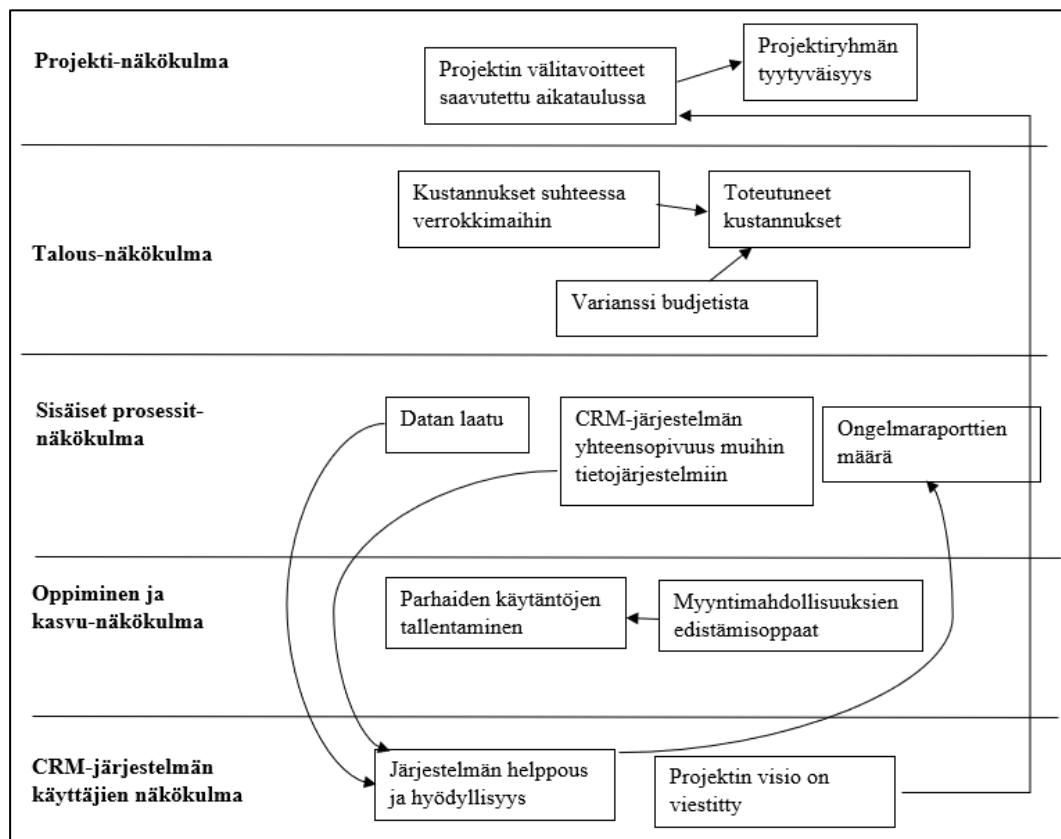 Projekti-näkökulma
Projektin välitavoitteet
saavutettu aikataulussa
Projektiryhmän
tyytyväisyys
Talous-näkökulma
Kustannukset suhteessa
verrokkimaihin
Toteutuneet
kustannukset
Varianssi budjetista
Sisäiset prosessit-
näkökulma
Datan laatu
CRM-järjestelmän
yhteensopivuus muihin
tietojärjestelmiin
Ongelmaraporttien
määrä
Oppiminen ja
kasvu-näkökulma
Parhaiden käytäntöjen
tallentaminen
Myyntimahdollisuuksien
edistämisoppaat
CRM-järjestelmän
käyttäjien näkökulma
Järjestelmän helppous
ja hyödyllisyys
Projektin visio on
viestitty